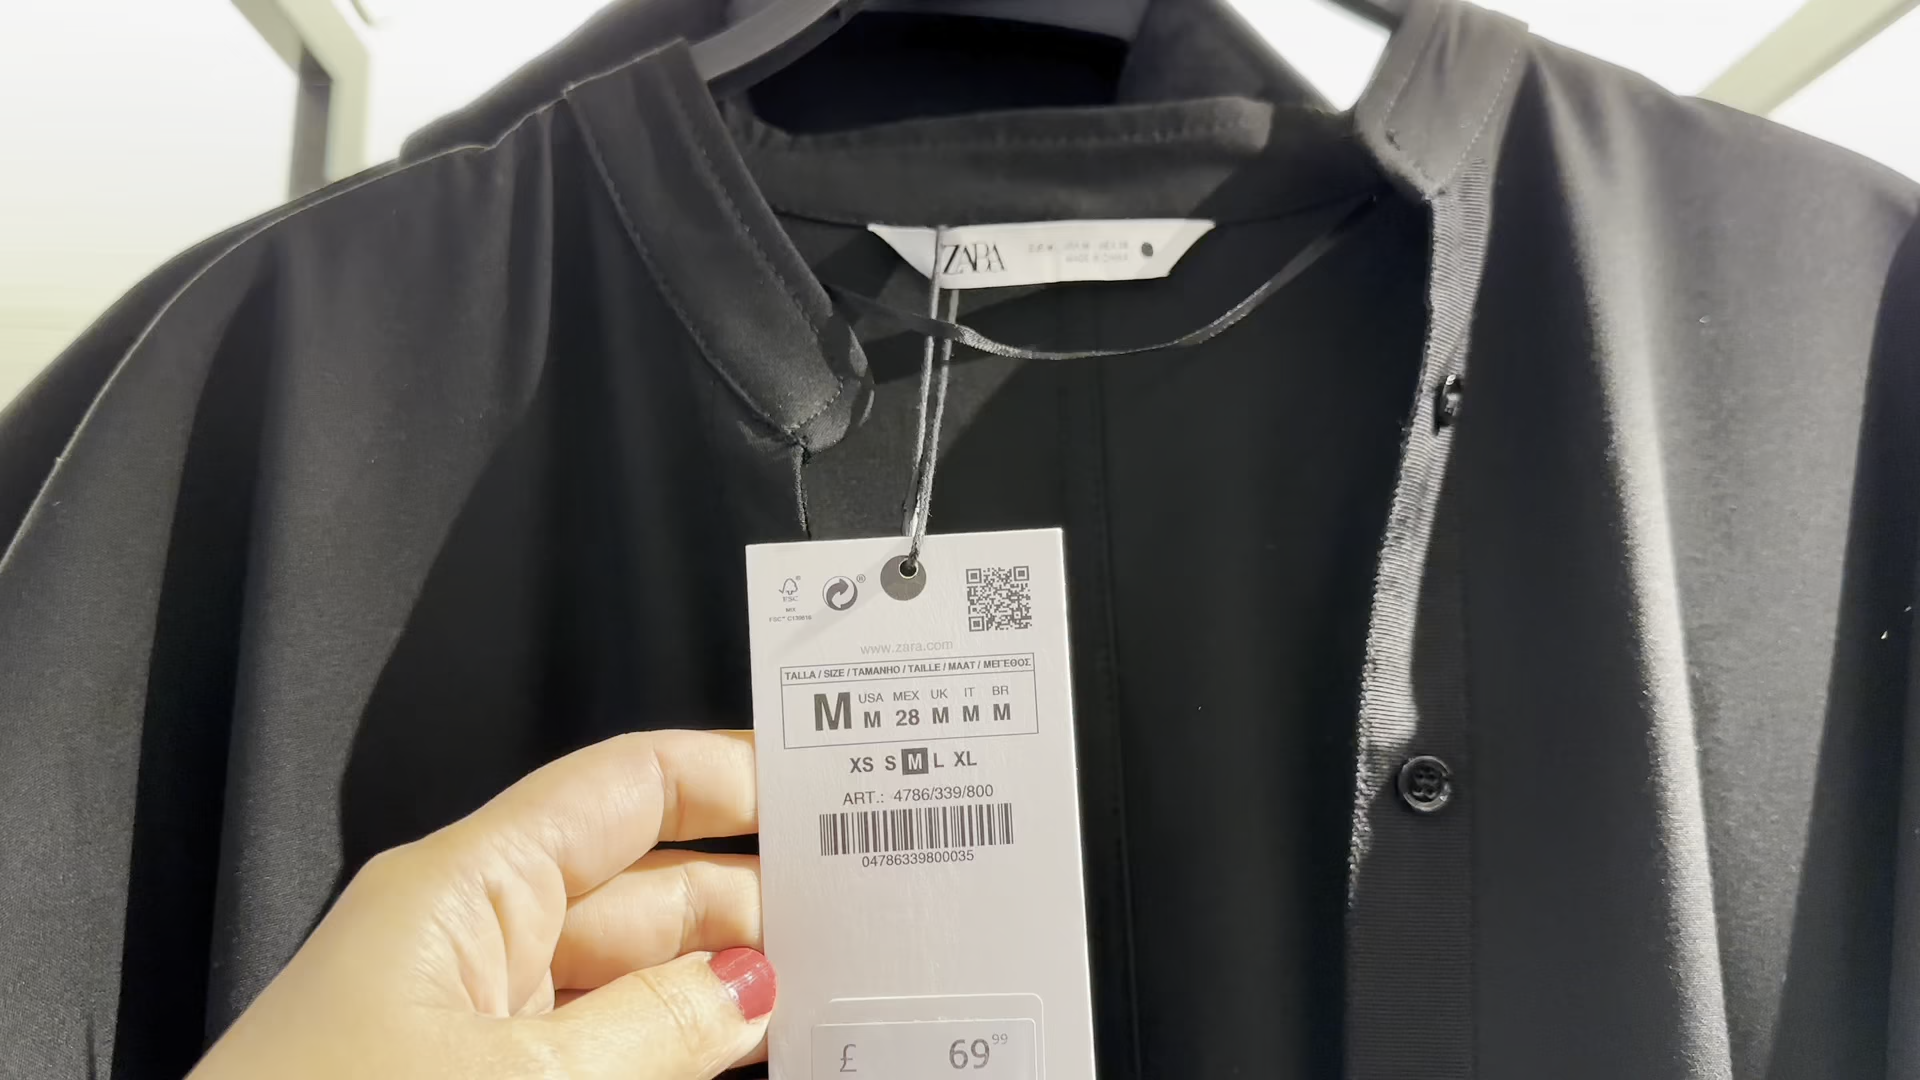 ZARA
FSC®
MIX
®
www.zara.com
TALLA / SIZE / TAMANHO / TAILLE / MAAT / ΜΕΓΕΘΟΣ
M USA MEX UK IT BR
M 28 M M M
XS S M L XL
ART.: 4786/339/800
04786339800035
£ 69.99